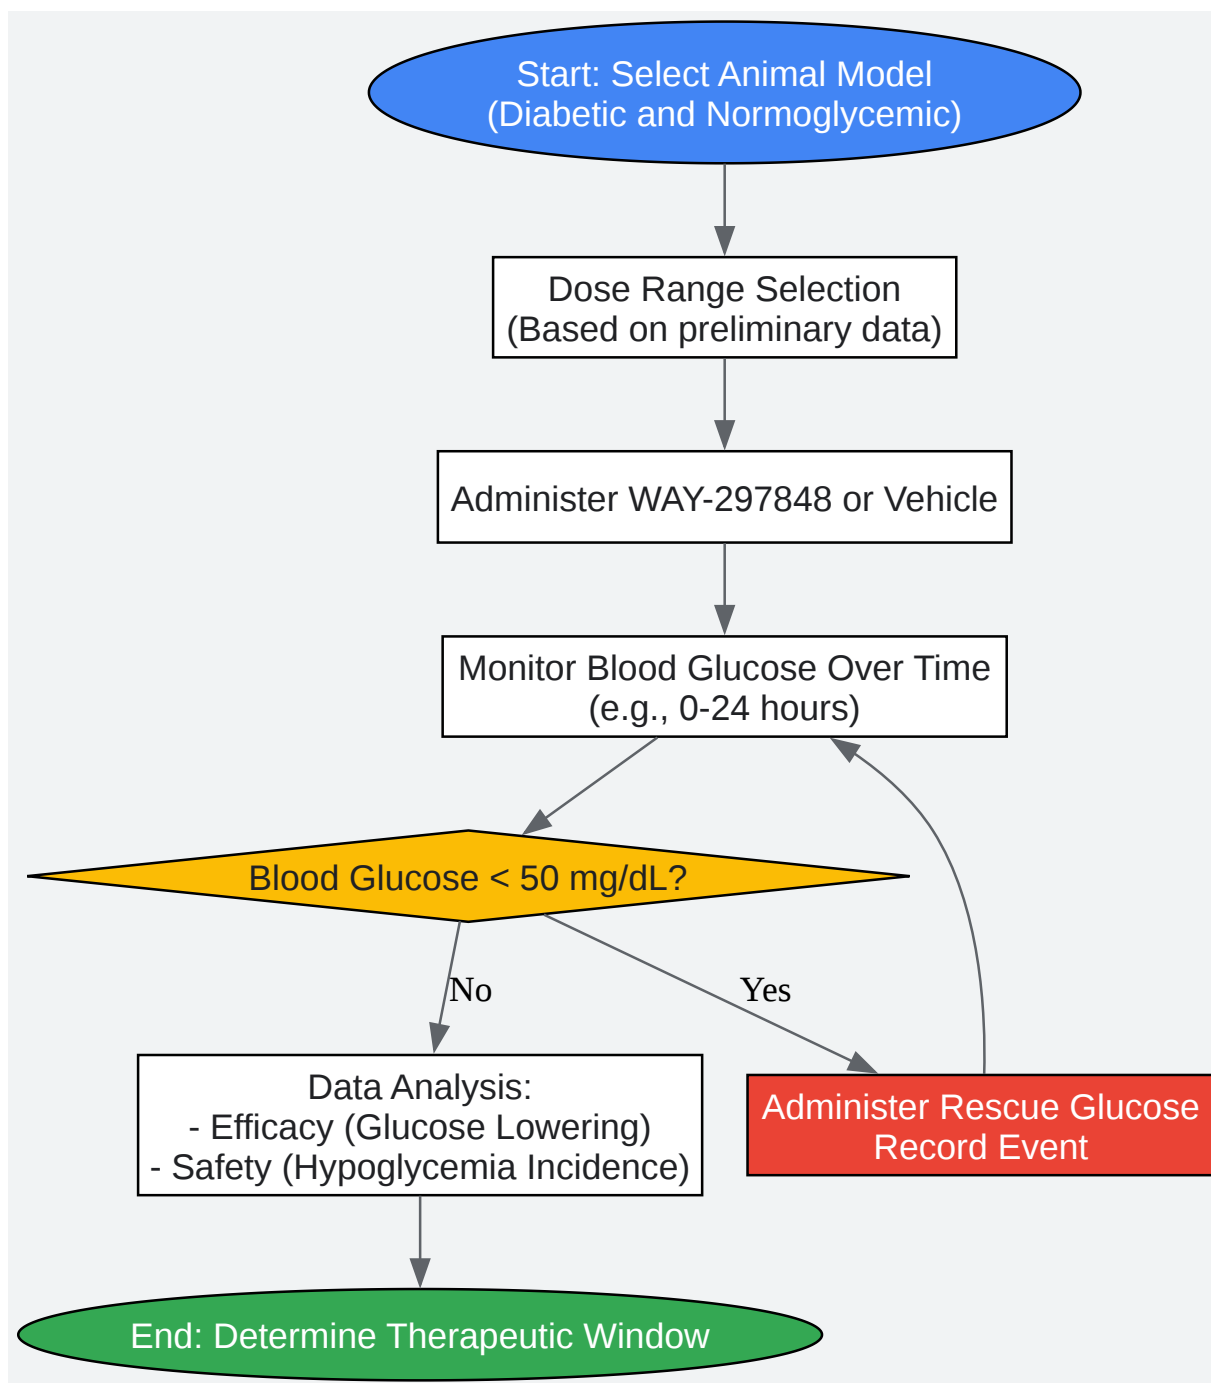 Start: Select Animal Model
(Diabetic and Normoglycemic)
Dose Range Selection
(Based on preliminary data)
Administer WAY-297848 or Vehicle
Monitor Blood Glucose Over Time
(e.g., 0-24 hours)
Blood Glucose < 50 mg/dL?
No
Yes
Data Analysis:
- Efficacy (Glucose Lowering)
- Safety (Hypoglycemia Incidence)
Administer Rescue Glucose
Record Event
End: Determine Therapeutic Window